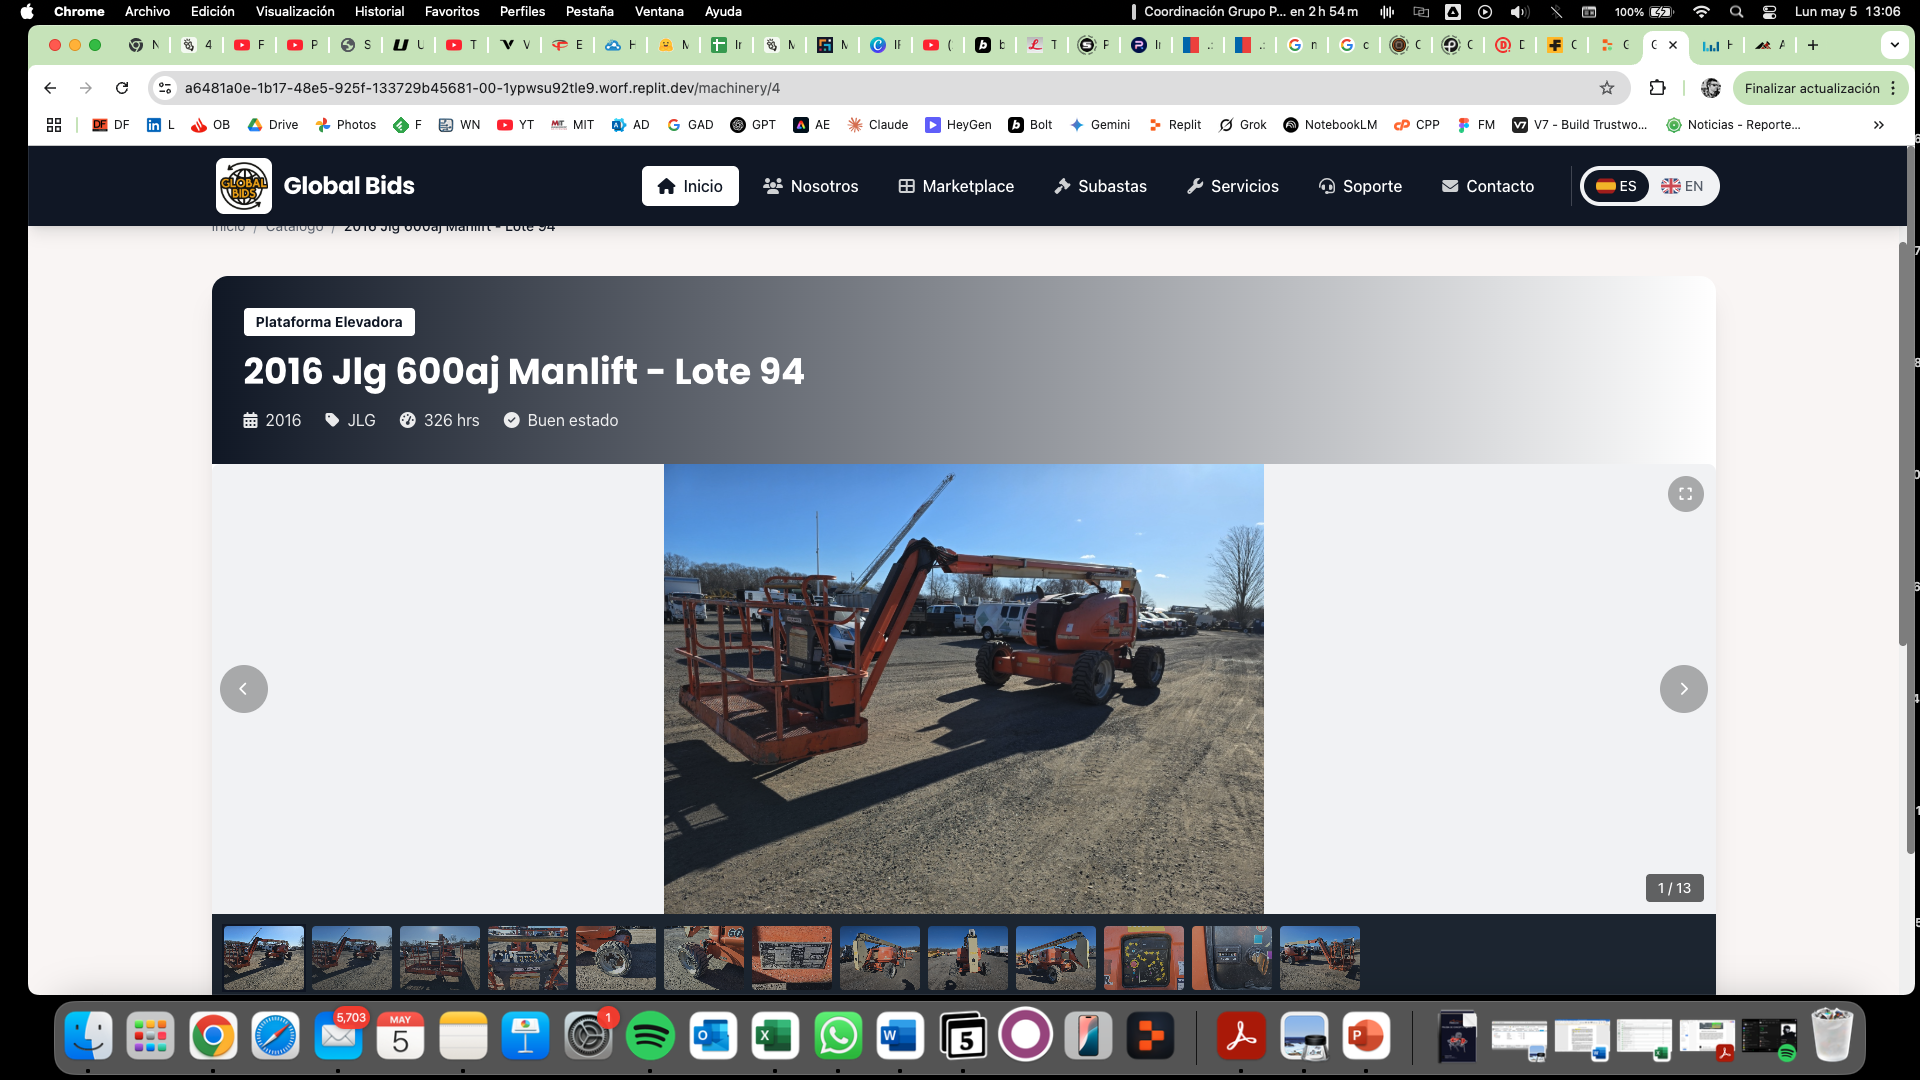 Chrome Archivo Edición Visualización Historial Favoritos Perfiles Pestaña Ventana Ayuda
Coordinación Grupo P... en 2 h 54 m 100% Lun may 5 13:06
a6481a0e-1b17-48e5-925f-133729b45681-00-1ypwsu92tle9.worf.replit.dev/machinery/4
Finalizar actualización
DF L OB Drive Photos F WN YT MIT AD GAD GPT AE Claude HeyGen Bolt Gemini Replit Grok NotebookLM CPP FM V7 - Build Trustwo... Noticias - Reporte...
GLOBAL BIDS
Global Bids
Inicio Nosotros Marketplace Subastas Servicios Soporte Contacto ES EN
Inicio / Catálogo / 2016 Jlg 600aj Manlift - Lote 94
Plataforma Elevadora
2016 Jlg 600aj Manlift - Lote 94
2016 JLG 326 hrs Buen estado
1 / 13
5,703
MAY
5
1
5